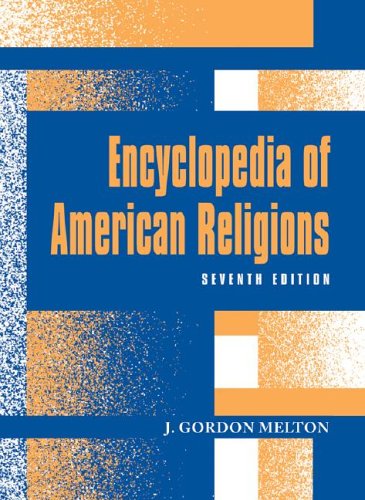 Encyclopedia of
American Religions
SEVENTH EDITION
J. GORDON MELTON